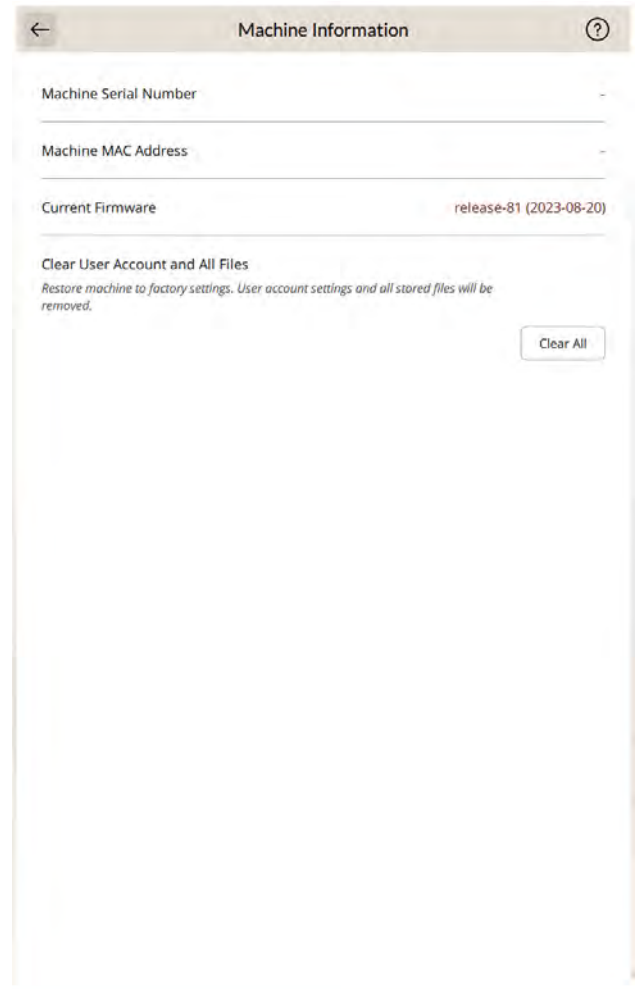 Machine Information
Machine Serial Number -
Machine MAC Address -
Current Firmware release-81 (2023-08-20)
Clear User Account and All Files
Restore machine to factory settings. User account settings and all stored files will be
removed.
Clear All